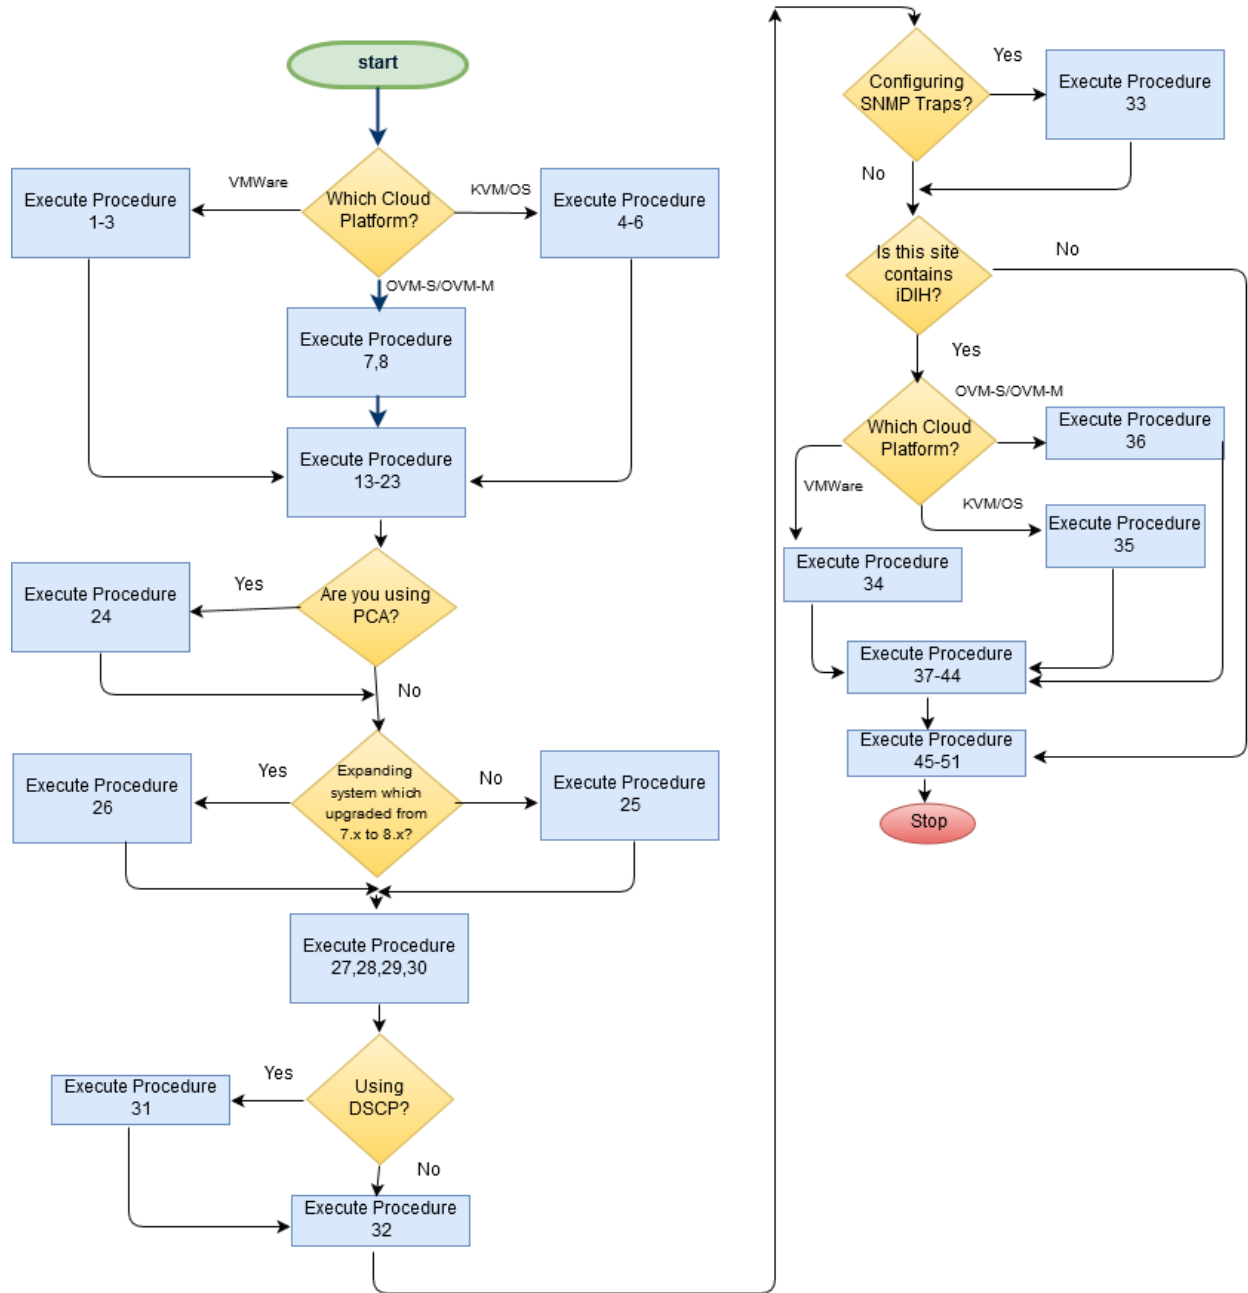 start
Which Cloud
Platform?
VMWare
KVM/OS
OVM-S/OVM-M
Execute Procedure
1-3
Execute Procedure
4-6
Execute Procedure
7,8
Execute Procedure
13-23
Are you using
PCA?
Yes
No
Execute Procedure
24
Expanding
system which
upgraded from
7.x to 8.x?
Yes
No
Execute Procedure
26
Execute Procedure
25
Execute Procedure
27,28,29,30
Using
DSCP?
Yes
No
Execute Procedure
31
Execute Procedure
32
Configuring
SNMP Traps?
Yes
No
Execute Procedure
33
Is this site
contains
iDIH?
No
Yes
Which Cloud
Platform?
OVM-S/OVM-M
VMWare
KVM/OS
Execute Procedure
36
Execute Procedure
35
Execute Procedure
34
Execute Procedure
37-44
Execute Procedure
45-51
Stop